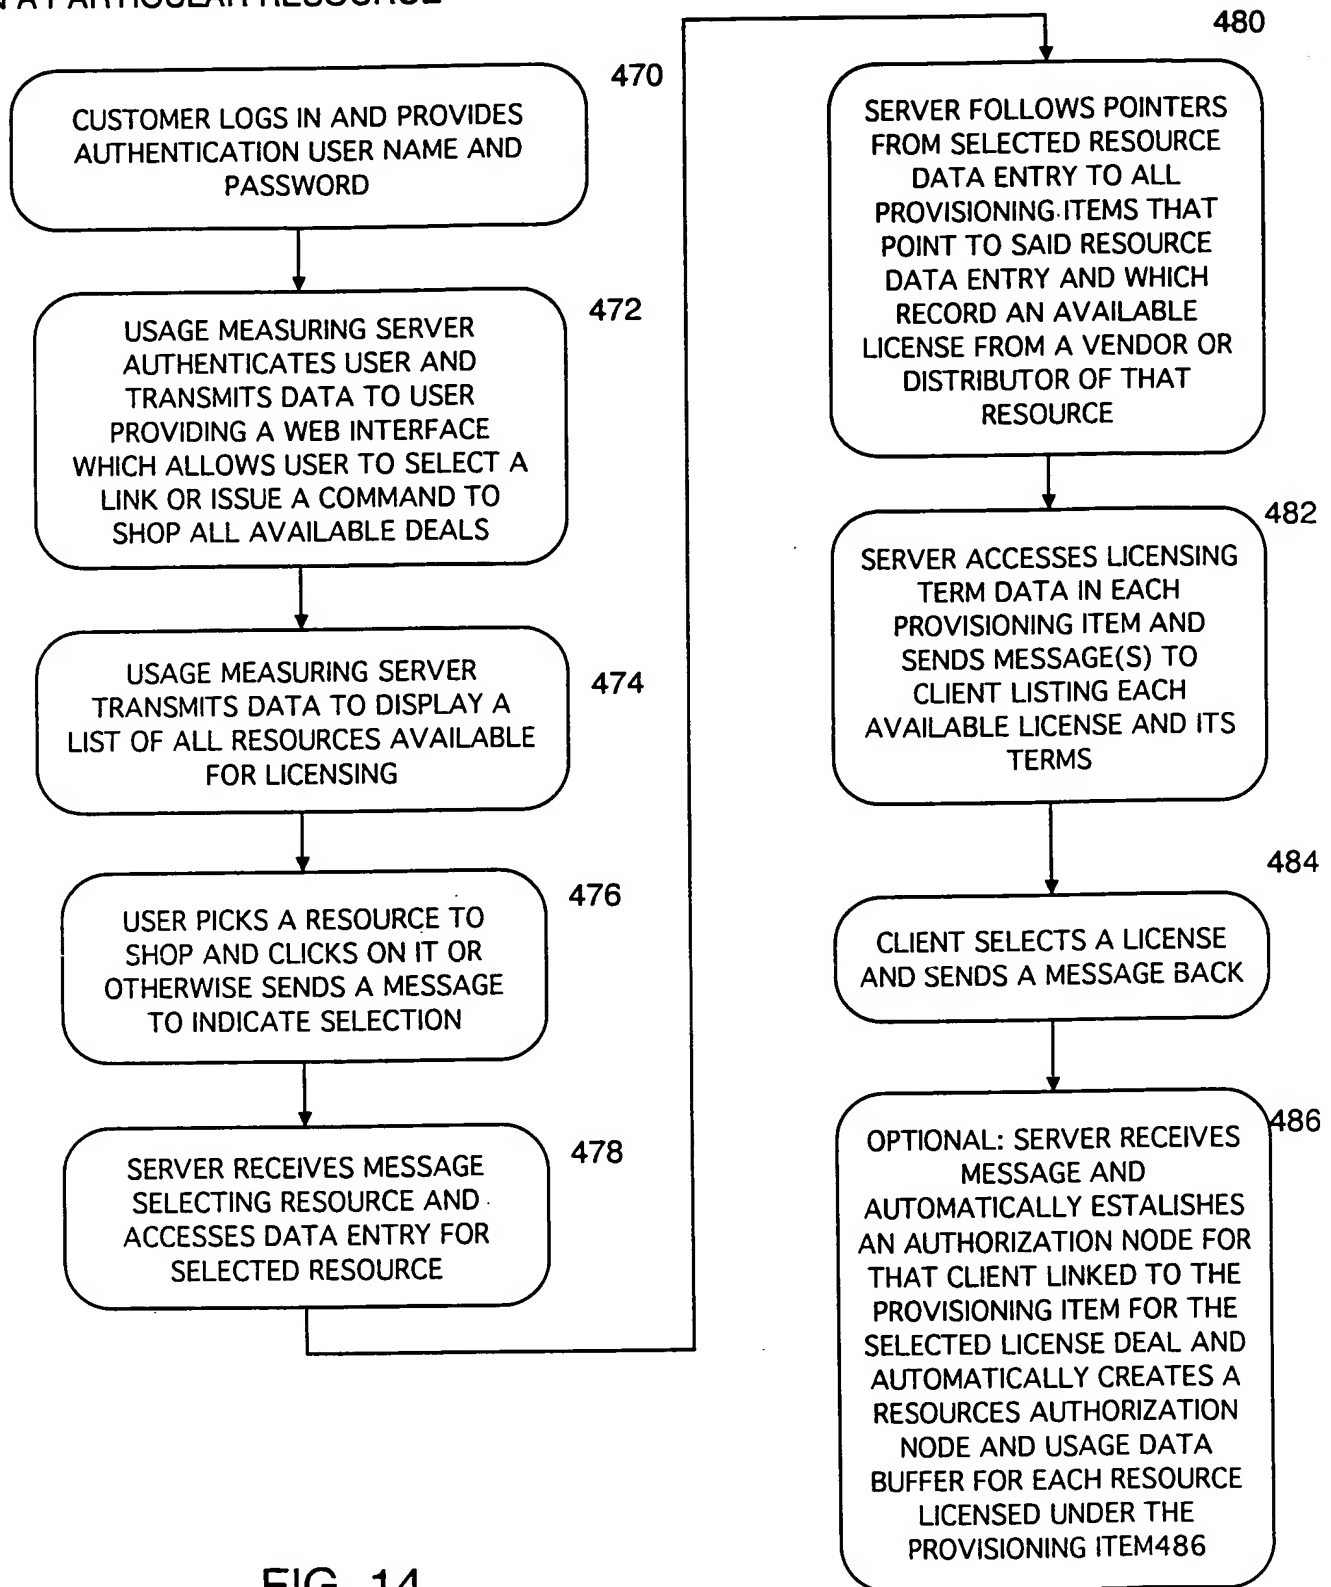 A PARTICULAR RESOURCE
470
CUSTOMER LOGS IN AND PROVIDES
AUTHENTICATION USER NAME AND
PASSWORD
472
USAGE MEASURING SERVER
AUTHENTICATES USER AND
TRANSMITS DATA TO USER
PROVIDING A WEB INTERFACE
WHICH ALLOWS USER TO SELECT A
LINK OR ISSUE A COMMAND TO
SHOP ALL AVAILABLE DEALS
474
USAGE MEASURING SERVER
TRANSMITS DATA TO DISPLAY A
LIST OF ALL RESOURCES AVAILABLE
FOR LICENSING
476
USER PICKS A RESOURCE TO
SHOP AND CLICKS ON IT OR
OTHERWISE SENDS A MESSAGE
TO INDICATE SELECTION
478
SERVER RECEIVES MESSAGE
SELECTING RESOURCE AND
ACCESSES DATA ENTRY FOR
SELECTED RESOURCE
480
SERVER FOLLOWS POINTERS
FROM SELECTED RESOURCE
DATA ENTRY TO ALL
PROVISIONING ITEMS THAT
POINT TO SAID RESOURCE
DATA ENTRY AND WHICH
RECORD AN AVAILABLE
LICENSE FROM A VENDOR OR
DISTRIBUTOR OF THAT
RESOURCE
482
SERVER ACCESSES LICENSING
TERM DATA IN EACH
PROVISIONING ITEM AND
SENDS MESSAGE(S) TO
CLIENT LISTING EACH
AVAILABLE LICENSE AND ITS
TERMS
484
CLIENT SELECTS A LICENSE
AND SENDS A MESSAGE BACK
486
OPTIONAL: SERVER RECEIVES
MESSAGE AND
AUTOMATICALLY ESTALISHES
AN AUTHORIZATION NODE FOR
THAT CLIENT LINKED TO THE
PROVISIONING ITEM FOR THE
SELECTED LICENSE DEAL AND
AUTOMATICALLY CREATES A
RESOURCES AUTHORIZATION
NODE AND USAGE DATA
BUFFER FOR EACH RESOURCE
LICENSED UNDER THE
PROVISIONING ITEM486
FIG. 14